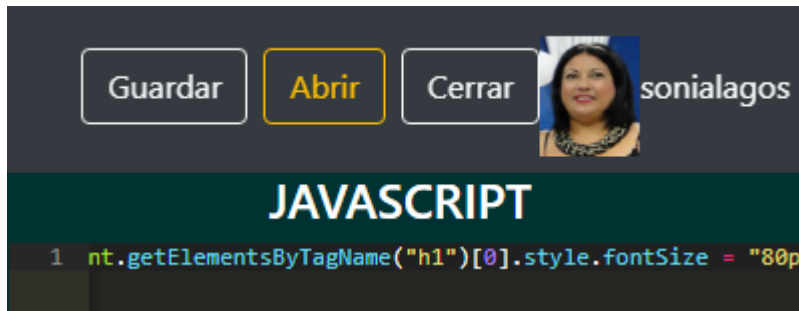 Guardar Abrir Cerrar sonialagos
JAVASCRIPT
1 nt.getElementsByTagName("h1")[0].style.fontSize = "80p